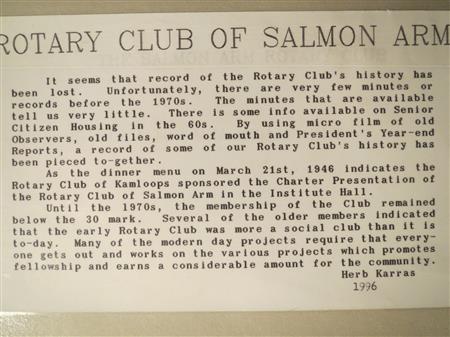 ROTARY CLUB OF SALMON ARM
It seems that record of the Rotary Club's history has
been lost. Unfortunately, there are very few minutes or
records before the 1970s. The minutes that are available
tell us very little. There is some info available on Senior
Citizen Housing in the 60s. By using micro film of old
Observers, old files, word of mouth and President's Year-end
Reports, a record of some of our Rotary Club's history has
been pieced to-gether.
As the dinner menu on March 21st, 1946 indicates the
Rotary Club of Kamloops sponsored the Charter Presentation of
the Rotary Club of Salmon Arm in the Institute Hall.
Until the 1970s, the membership of the Club remained
below the 30 mark. Several of the older members indicated
that the early Rotary Club was more a social club than it is
to-day. Many of the modern day projects require that every-
one gets out and works on the various projects which promotes
fellowship and earns a considerable amount for the community.
Herb Karras
1996